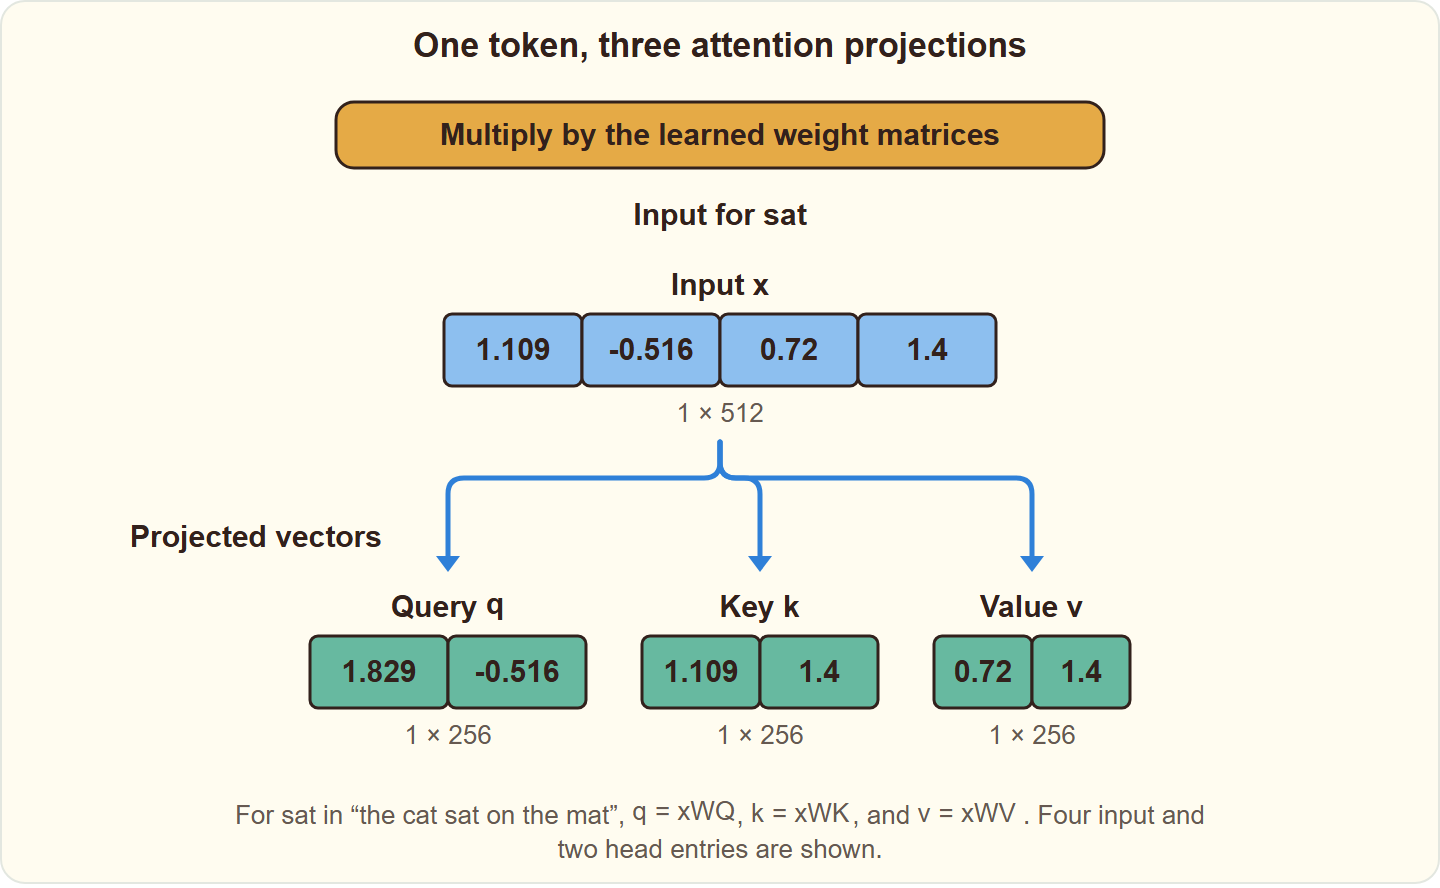 One token, three attention projections
Multiply by the learned weight matrices
Input for sat
Input x
1.109 -0.516 0.72 1.4
1 × 512
Projected vectors
Query q Key k Value v
1.829 -0.516 1.109 1.4 0.72 1.4
1 × 256 1 × 256 1 × 256
For sat in “the cat sat on the mat”, q = xWQ, k = xWK, and v = xWV . Four input and
two head entries are shown.